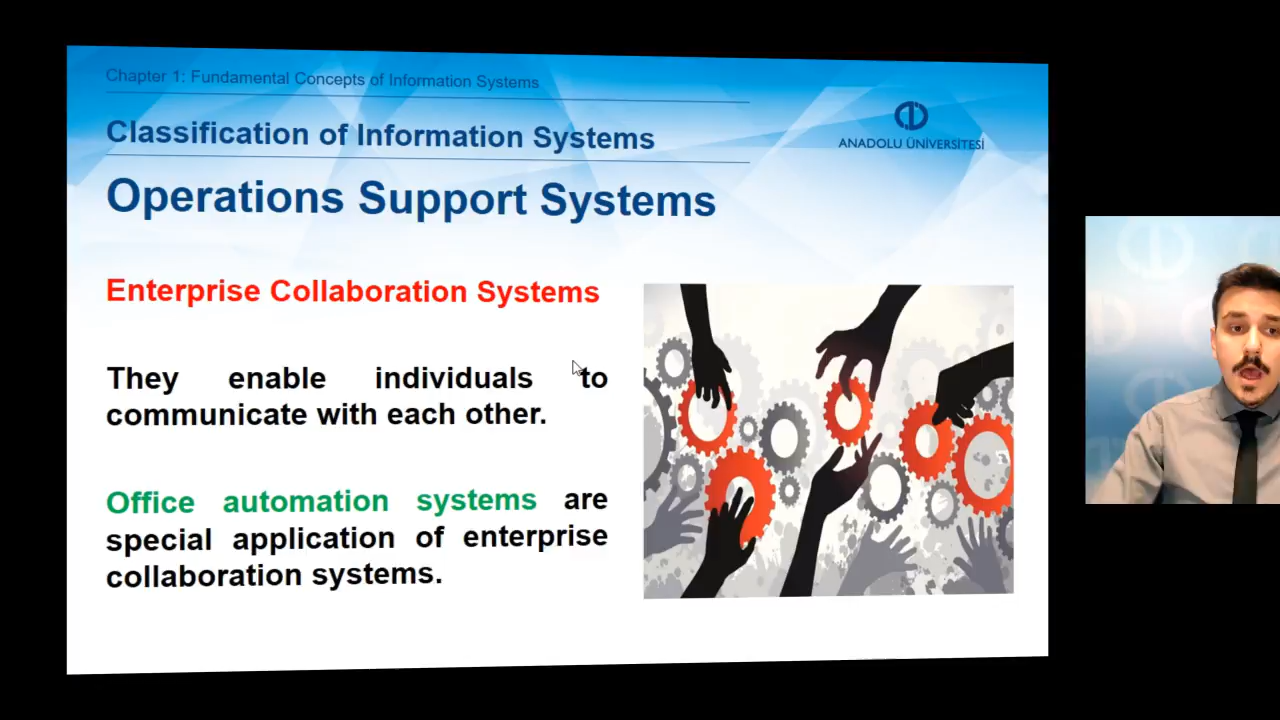 Chapter 1: Fundamental Concepts of Information Systems
Classification of Information Systems
ANADOLU ÜNİVERSİTESİ
Operations Support Systems
Enterprise Collaboration Systems
They enable individuals to
communicate with each other.
Office automation systems are
special application of enterprise
collaboration systems.